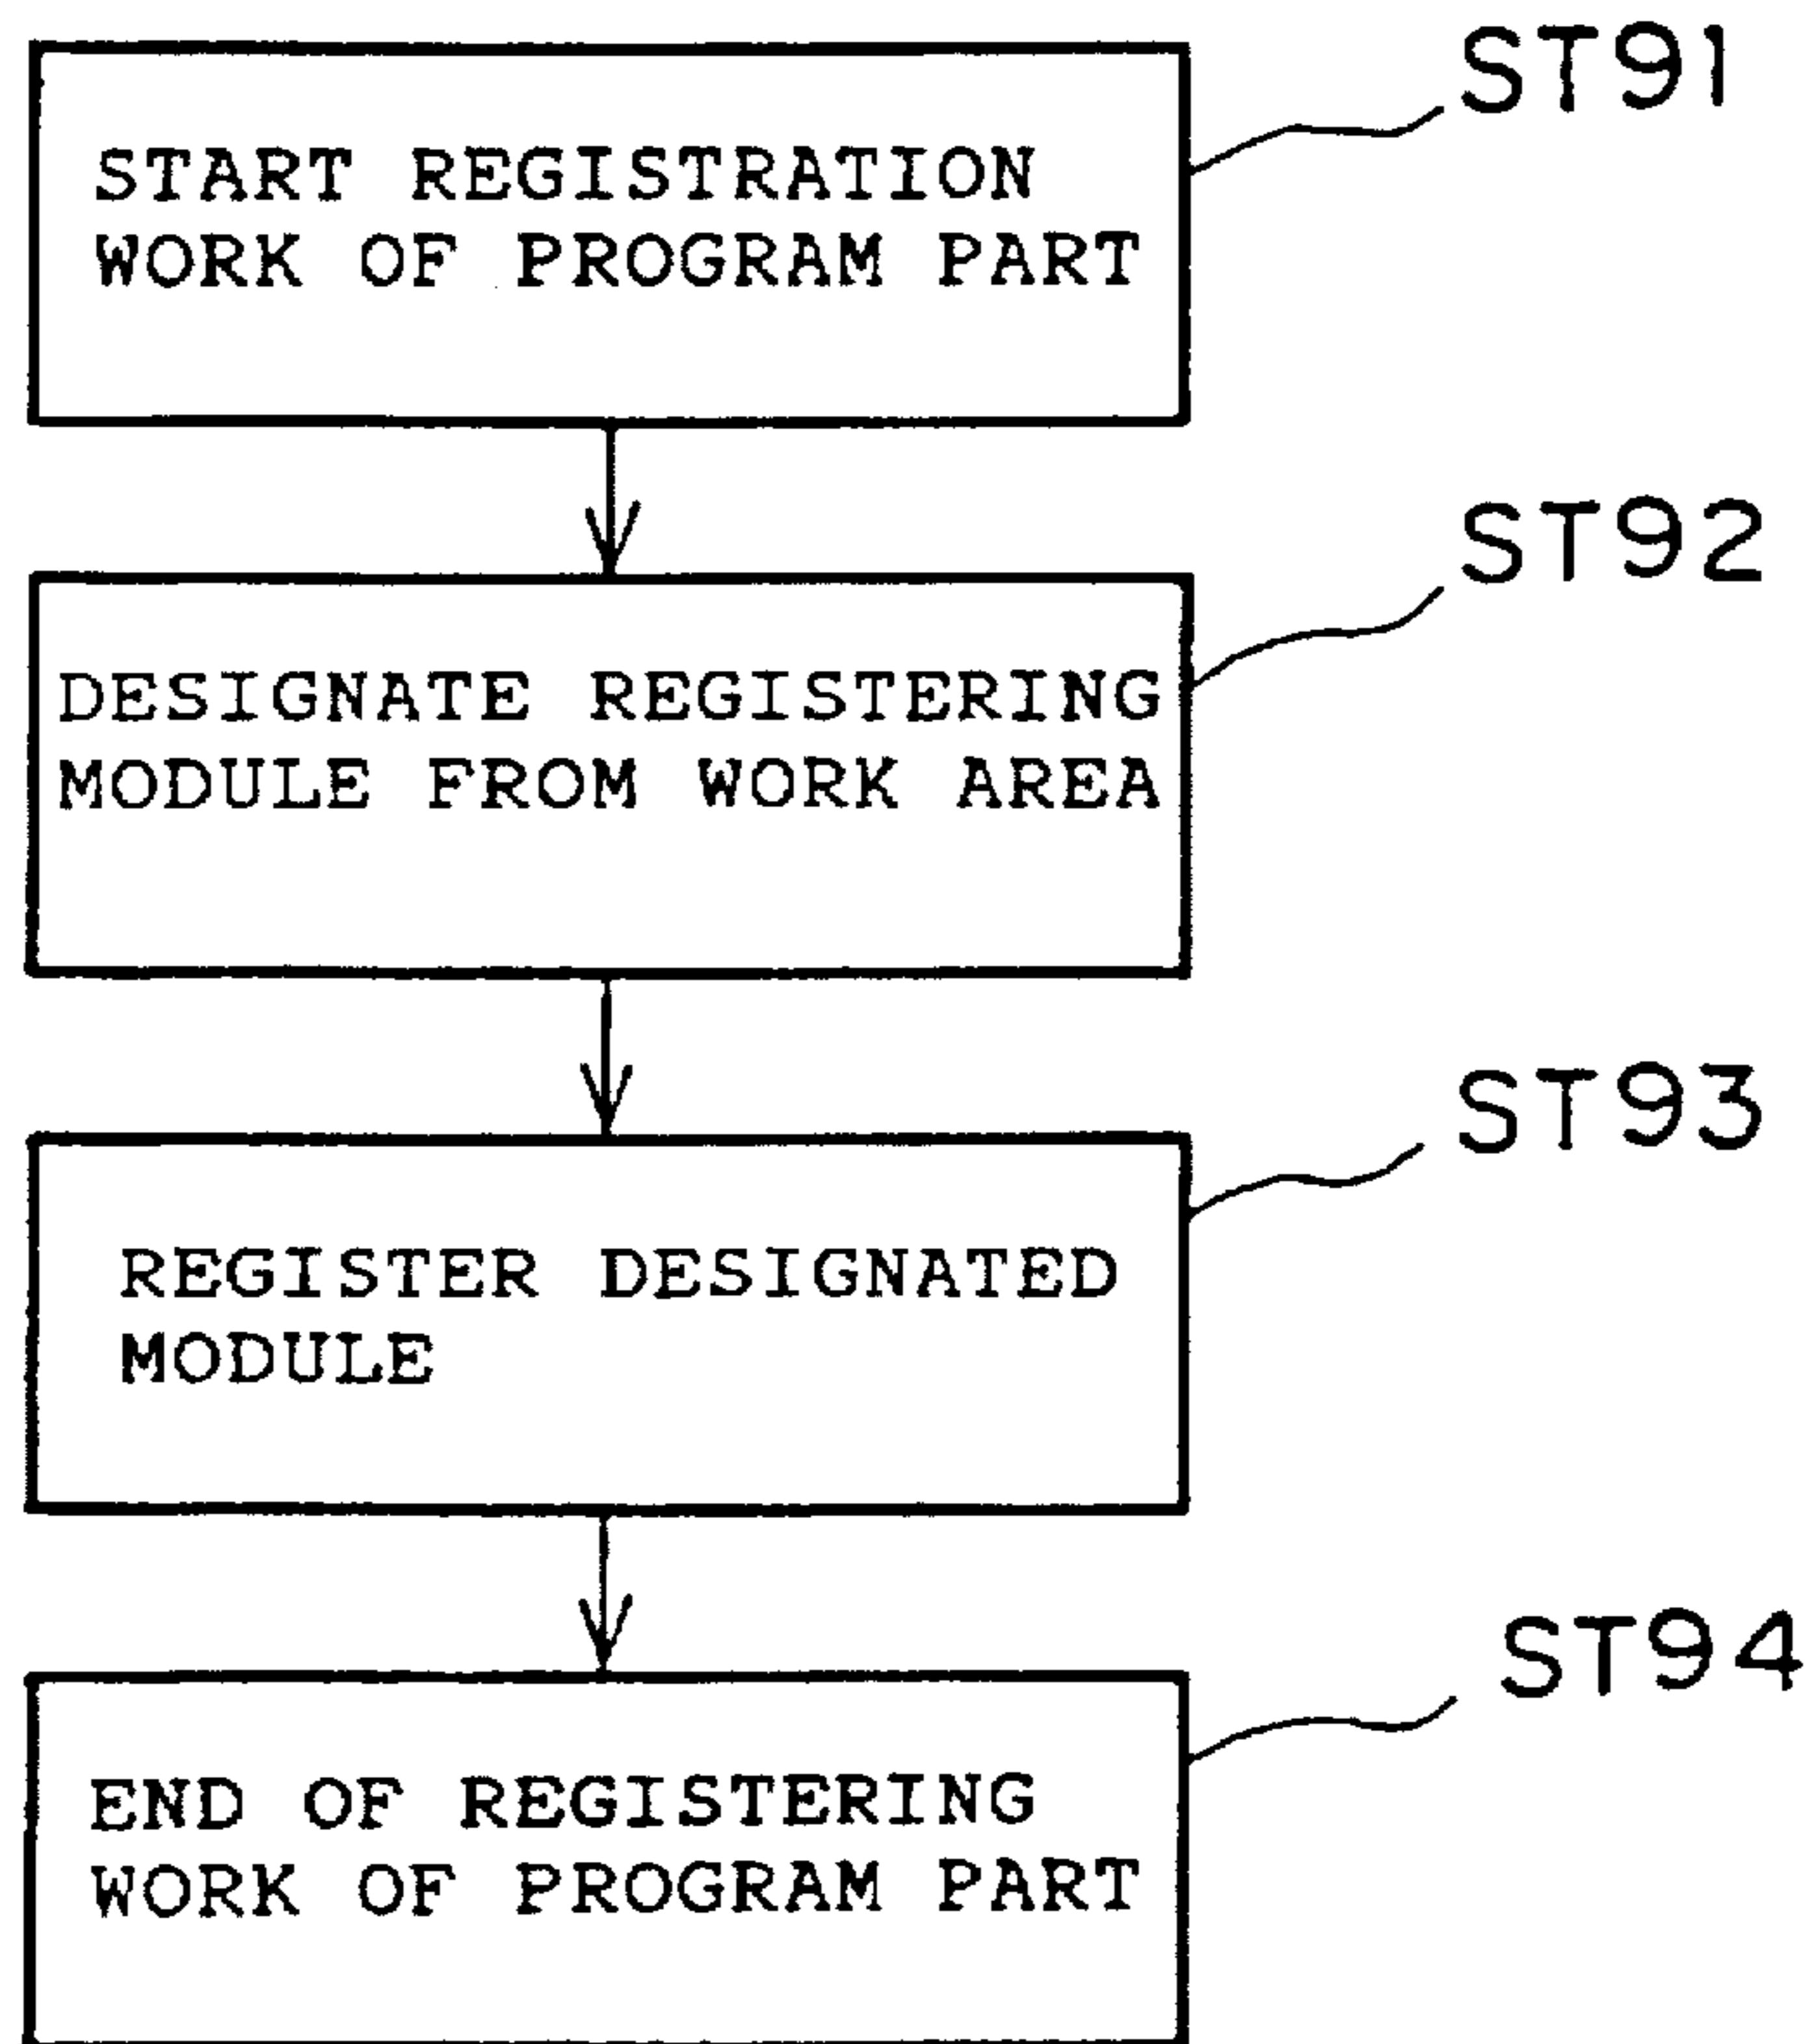 ST91
START REGISTRATION
WORK OF PROGRAM PART
ST92
DESIGNATE REGISTERING
MODULE FROM WORK AREA
ST93
REGISTER DESIGNATED
MODULE
ST94
END OF REGISTERING
WORK OF PROGRAM PART